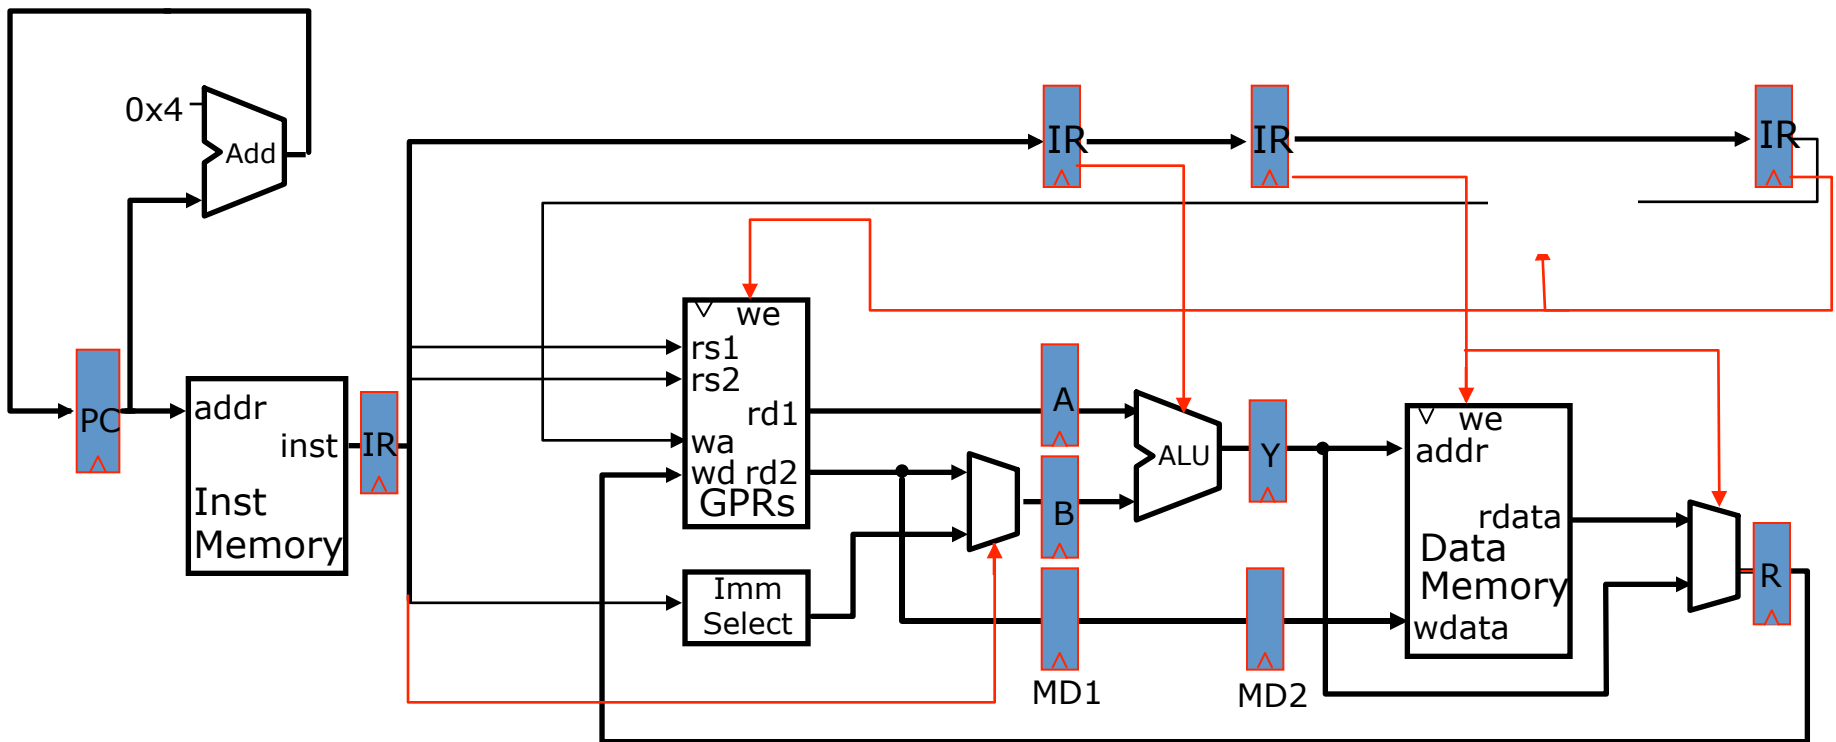 0x4
Add
IR
IR
IR
we
rs1
rs2
rd1
wa
wd rd2
GPRs
PC
addr
inst
Inst
Memory
IR
A
B
ALU
Y
we
addr
rdata
Data
Memory
wdata
R
Imm
Select
MD1
MD2